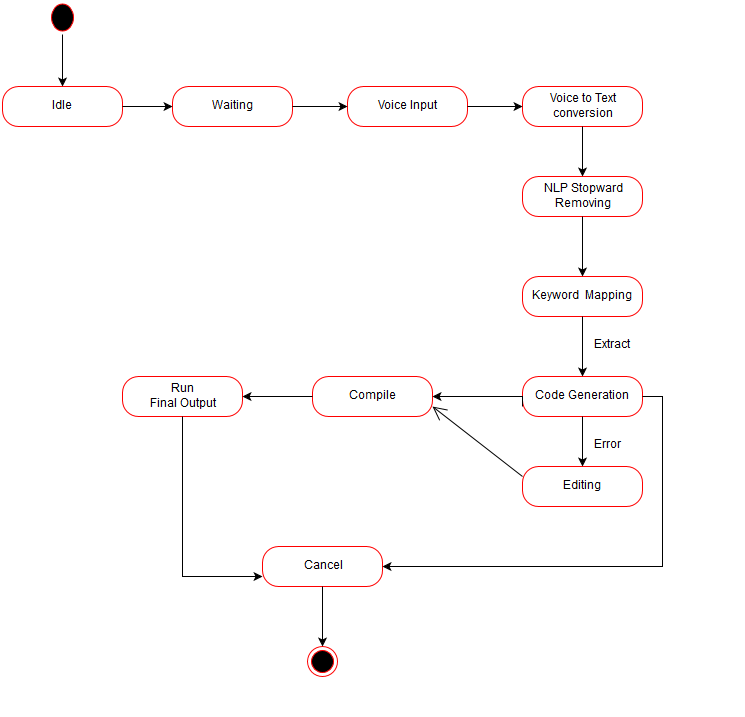 Idle
Waiting
Voice Input
Voice to Text
conversion
NLP Stopward
Removing
Keyword Mapping
Extract
Run
Final Output
Compile
Code Generation
Error
Editing
Cancel